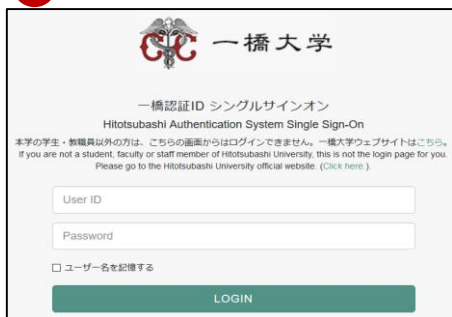 一橋大学
一橋認証ID シングルサインオン
Hitotsubashi Authentication System Single Sign-On
本学の学生・教職員以外の方は、こちらの画面からはログインできません。一橋大学ウェブサイトはこちら。
If you are not a student, faculty or staff member of Hitotsubashi University, this is not the login page for you.
Please go to the Hitotsubashi University official website. (Click here.)
User ID
Password
ユーザー名を記憶する
LOGIN